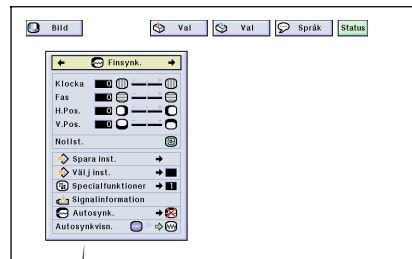 Bild Val Val Språk Status
Finsynk.
Klocka 0
Fas 0
H.Pos. 0
V.Pos. 0
Nollst.
Spara inst.
Välj inst.
Specialfunktioner 1
Signalinformation
Autosynk.
Autosynkvisn.